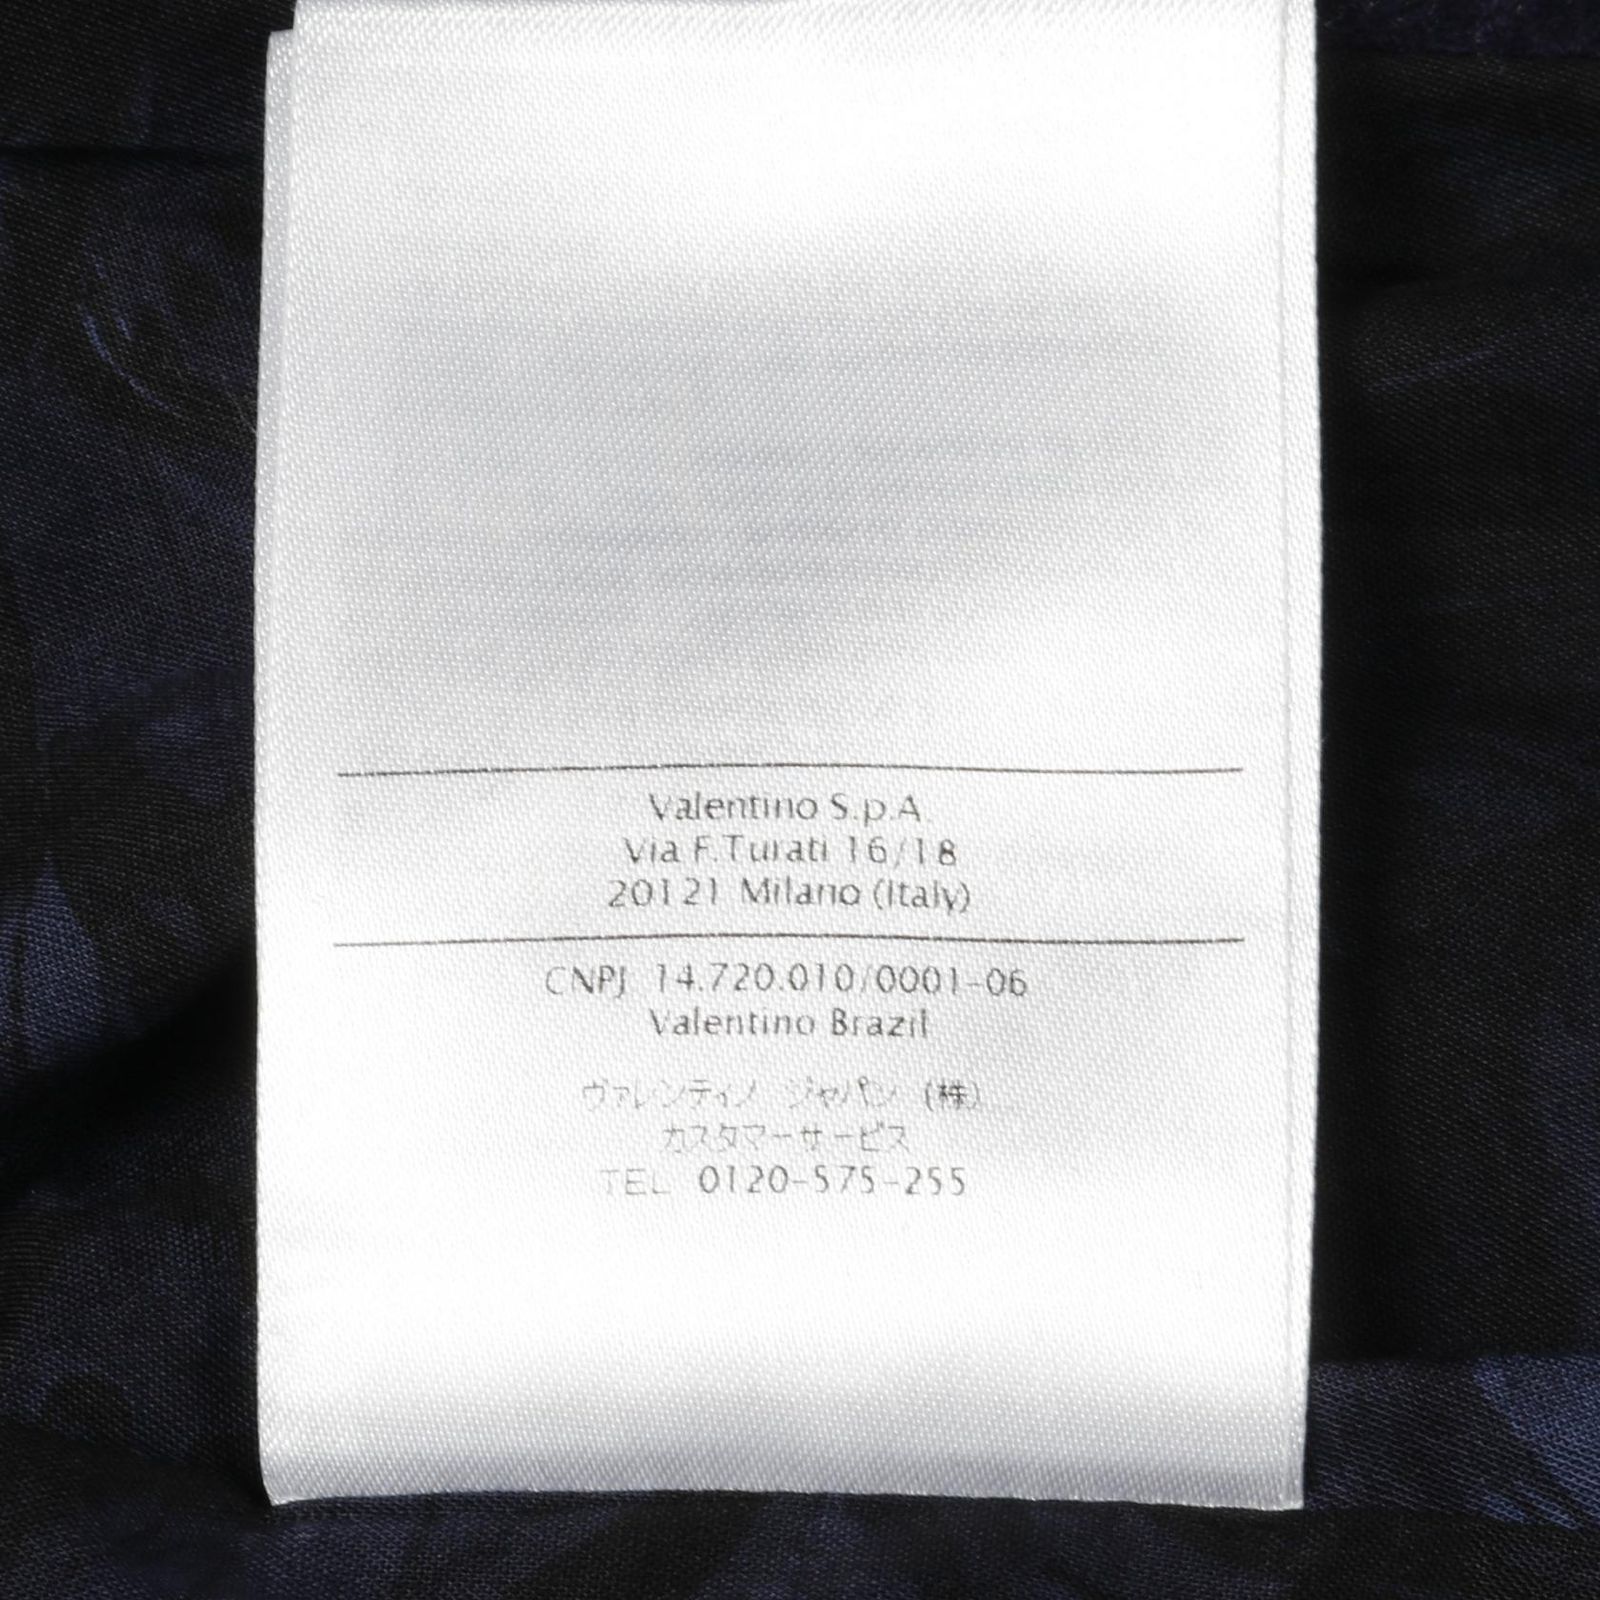 Valentino S.p.A.
Via F.Turati 16/18
20121 Milano (Italy)
CNPJ 14.720.010/0001-06
Valentino Brazil
ヴァレンティノ ジャパン (株)
カスタマーサービス
TEL 0120-575-255